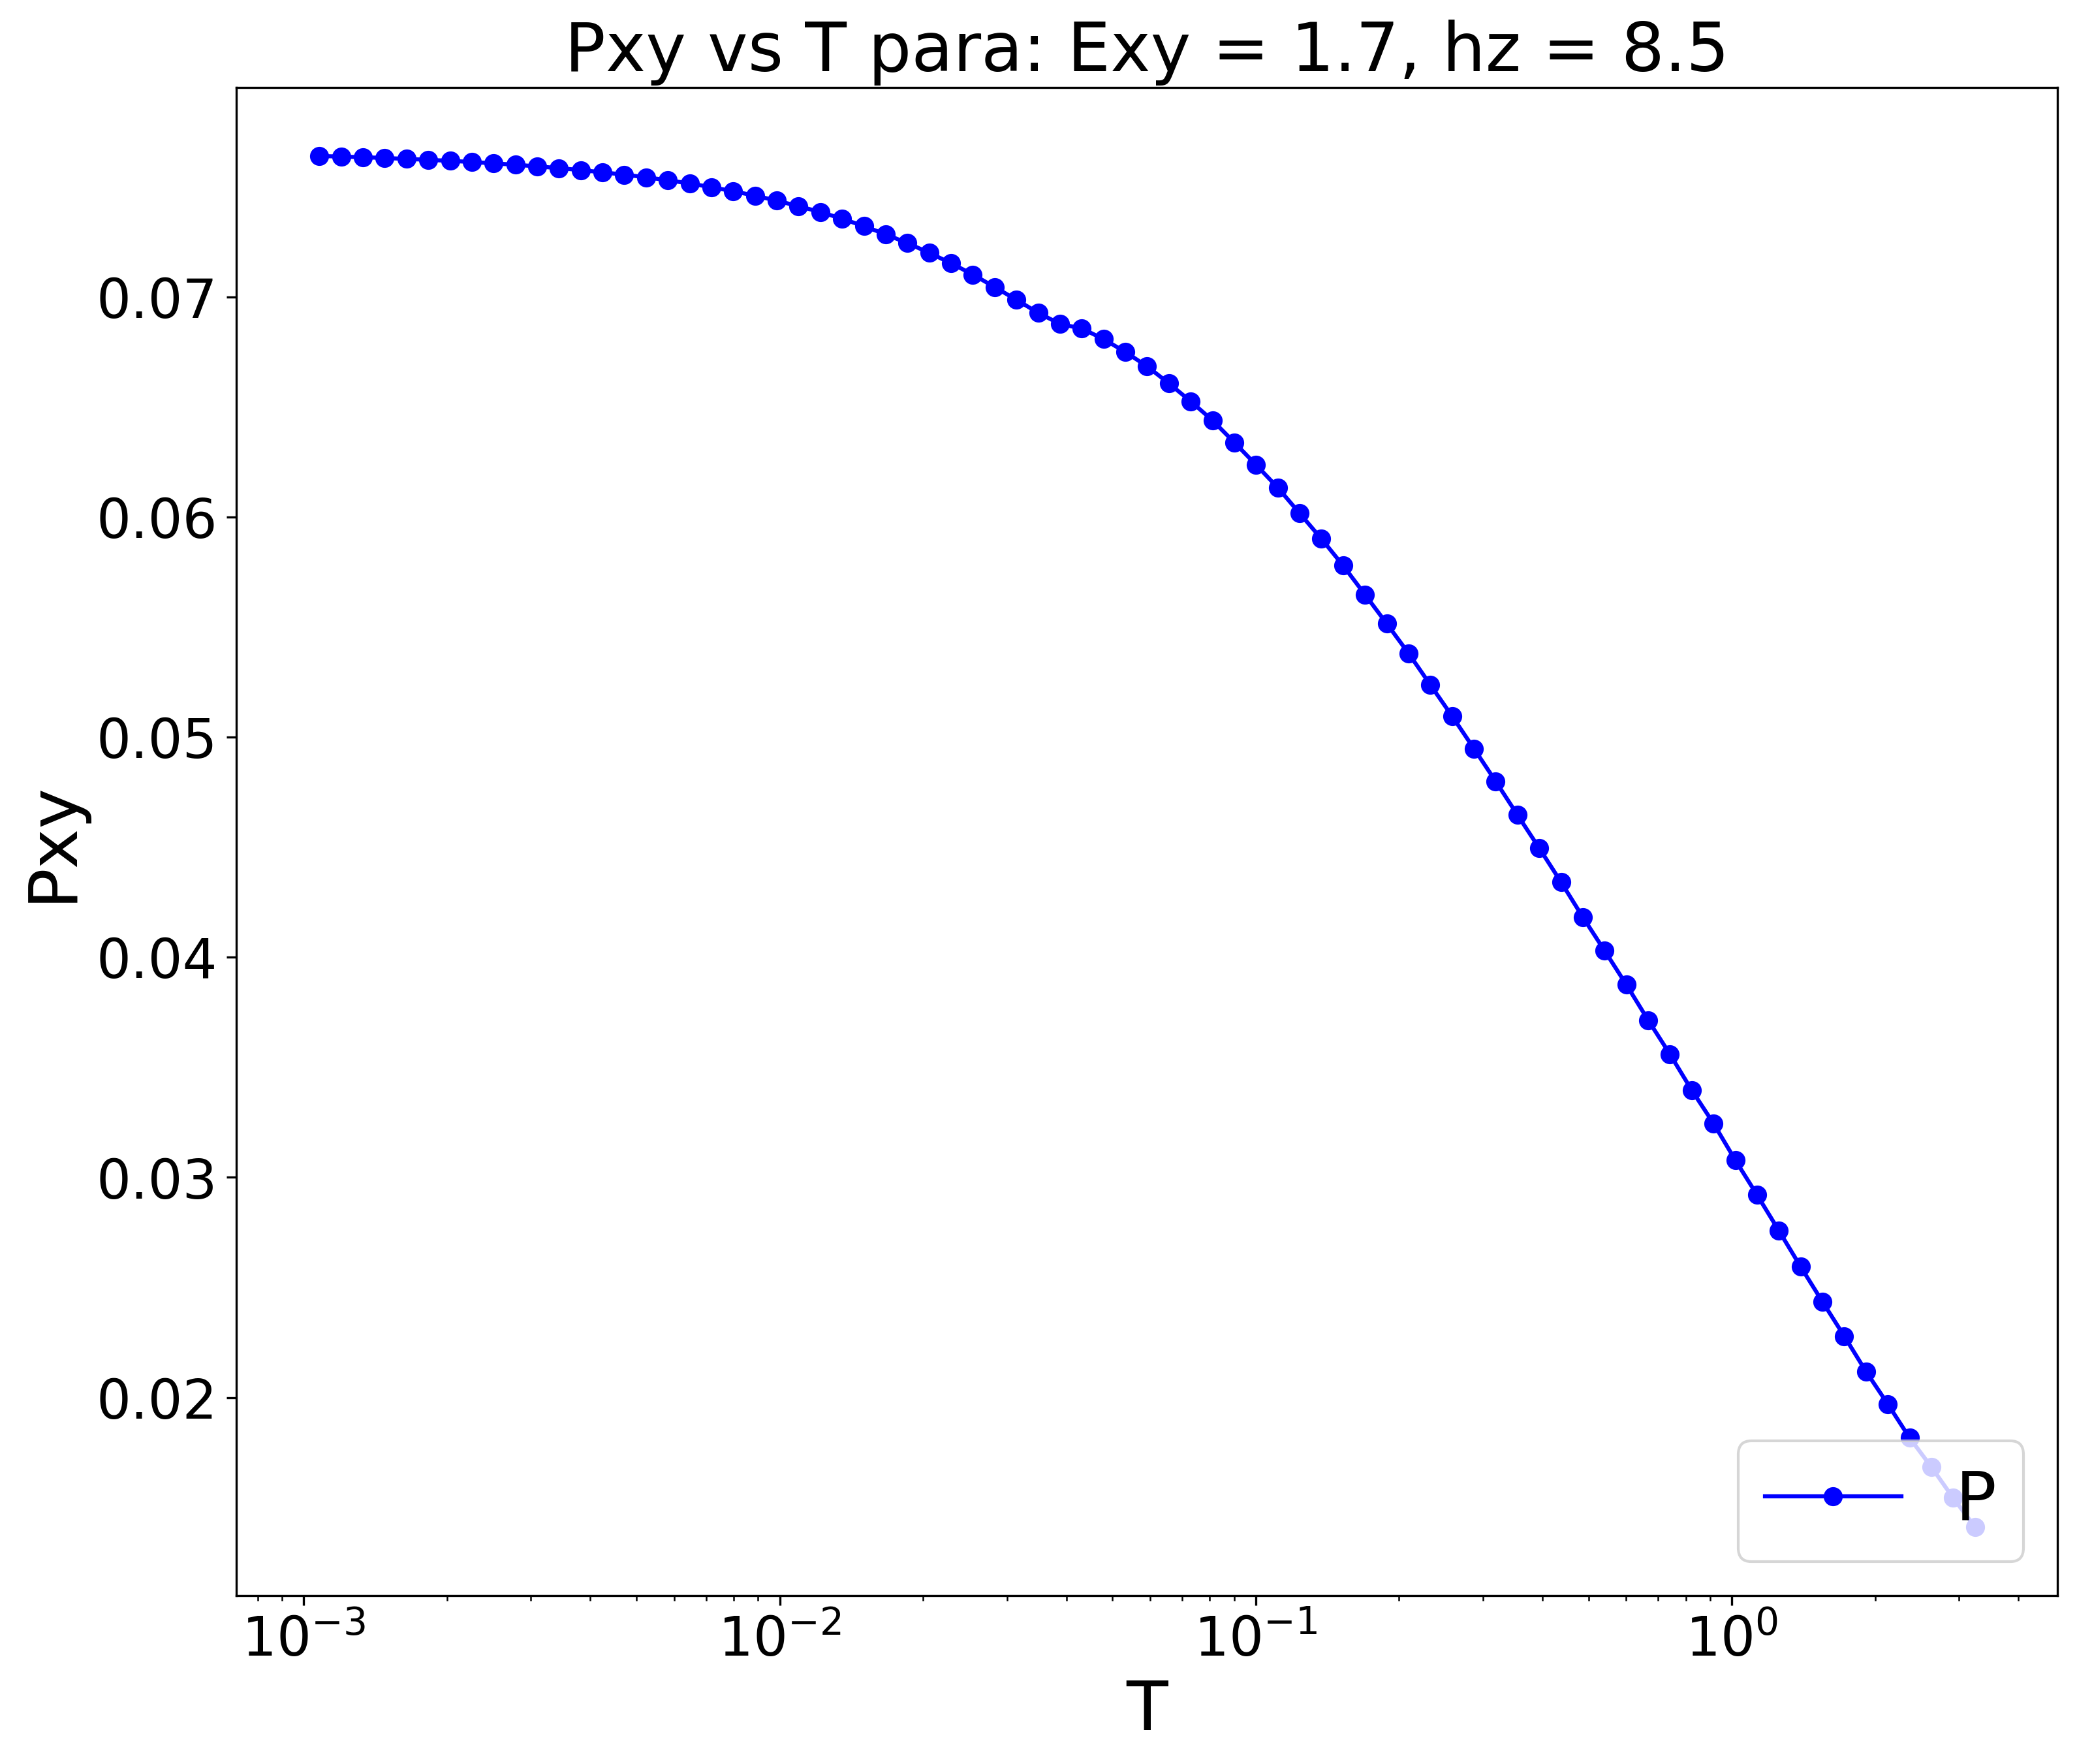 Pxy vs T para: Exy = 1.7, hz = 8.5
Pxy
0.07
0.06
0.05
0.04
0.03
0.02
P
10⁻³ 10⁻² 10⁻¹ 10⁰
T